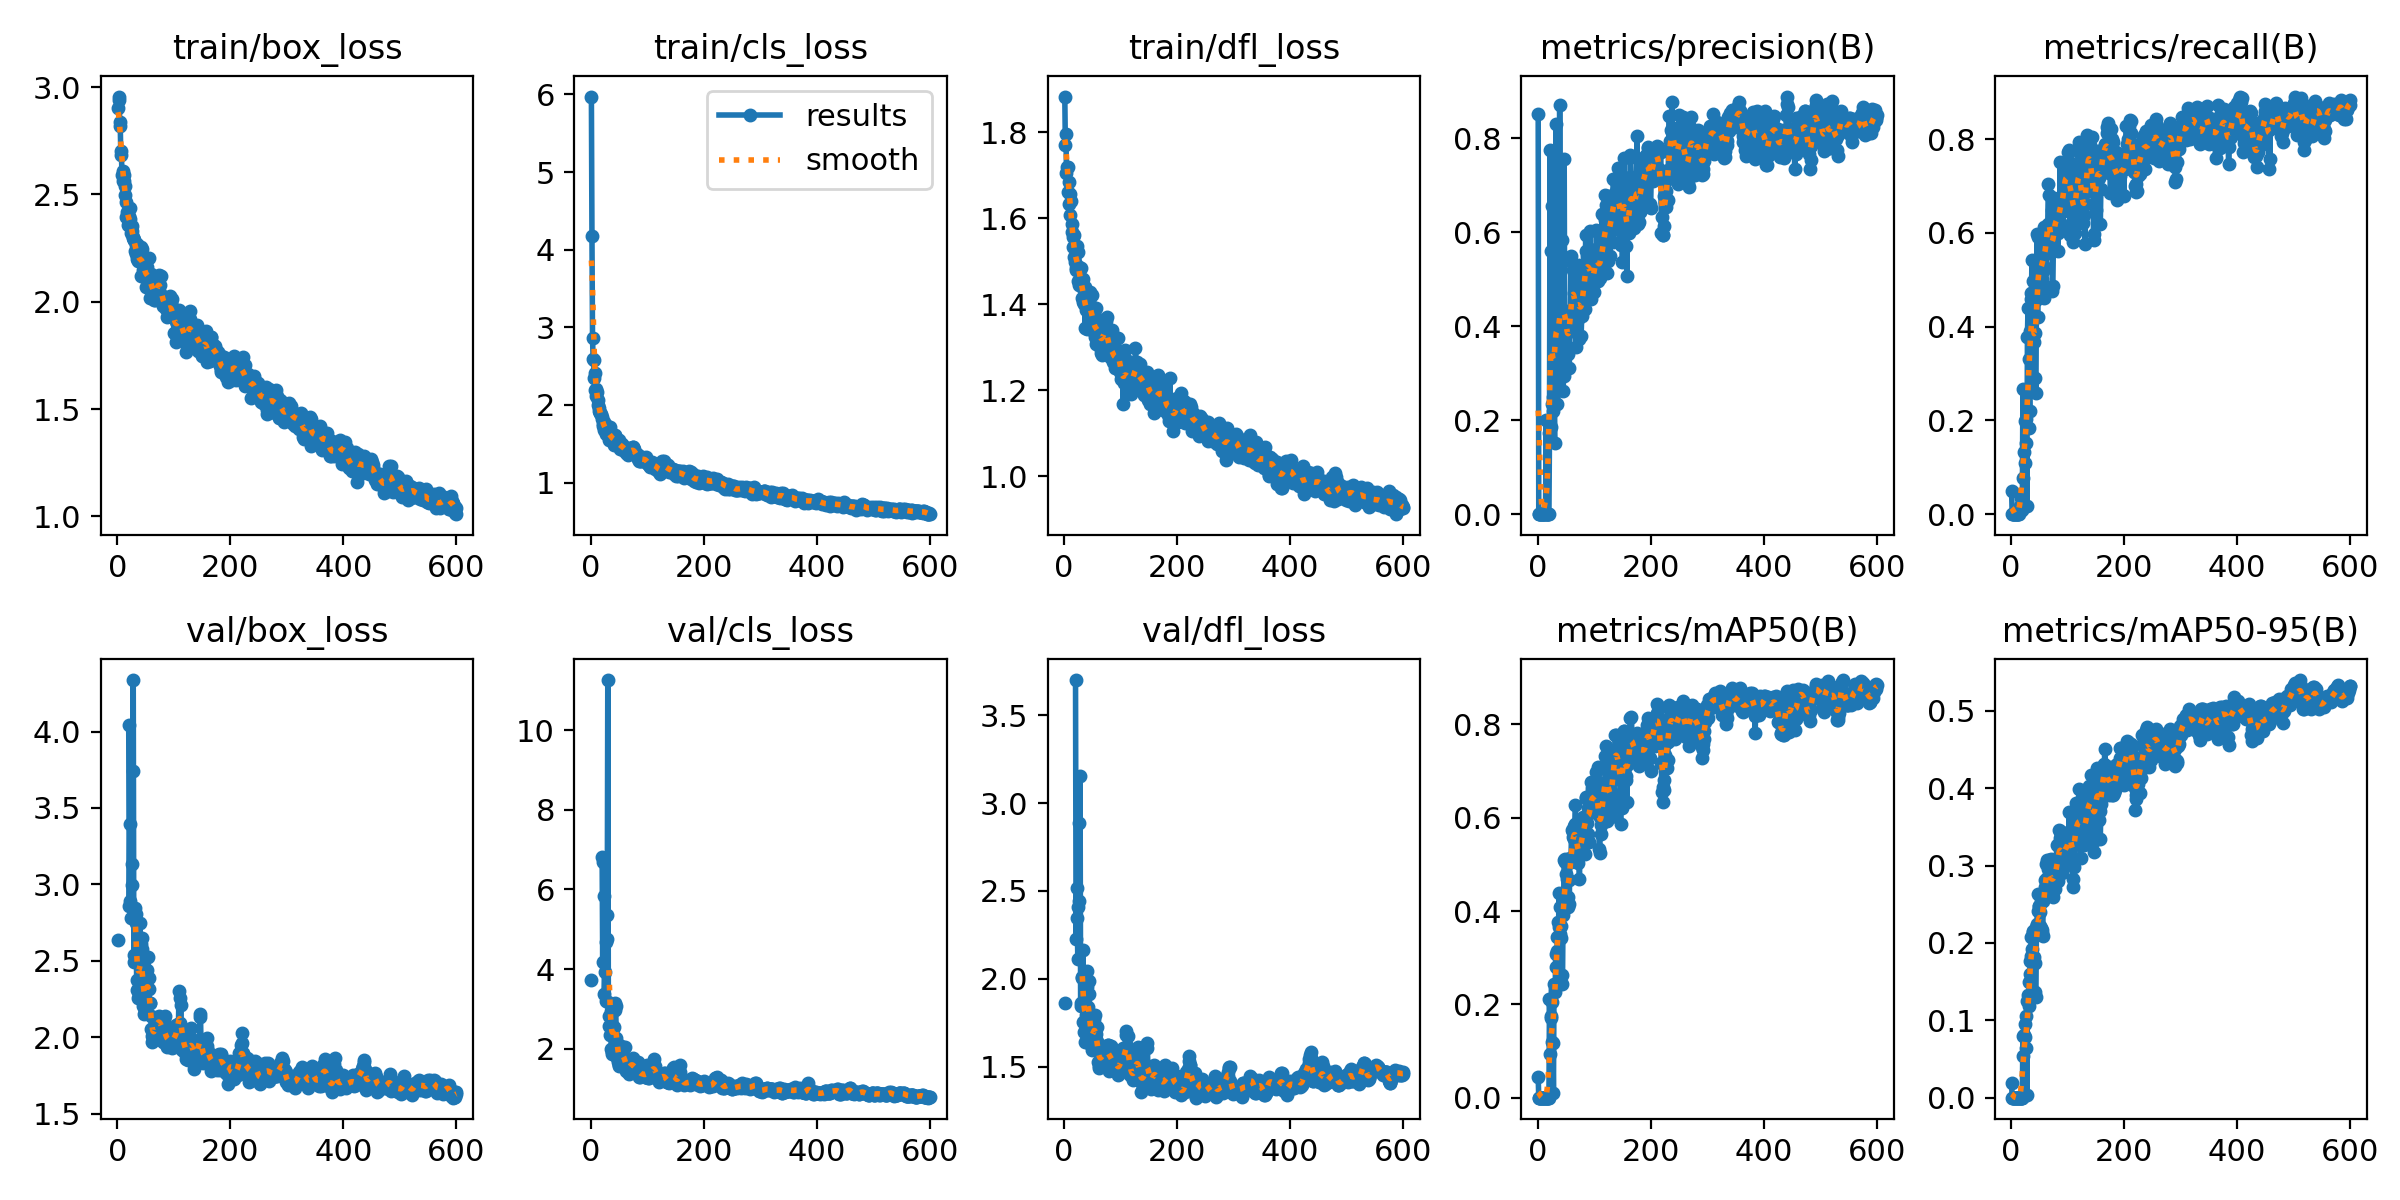 train/box_loss
train/cls_loss
train/dfl_loss
metrics/precision(B)
metrics/recall(B)
3.0
2.5
2.0
1.5
1.0
0 200 400 600
6
5
4
3
2
1
results
smooth
0 200 400 600
1.8
1.6
1.4
1.2
1.0
0 200 400 600
0.8
0.6
0.4
0.2
0.0
0 200 400 600
0.8
0.6
0.4
0.2
0.0
0 200 400 600
val/box_loss
val/cls_loss
val/dfl_loss
metrics/mAP50(B)
metrics/mAP50-95(B)
4.0
3.5
3.0
2.5
2.0
1.5
0 200 400 600
10
8
6
4
2
0 200 400 600
3.5
3.0
2.5
2.0
1.5
0 200 400 600
0.8
0.6
0.4
0.2
0.0
0 200 400 600
0.5
0.4
0.3
0.2
0.1
0.0
0 200 400 600